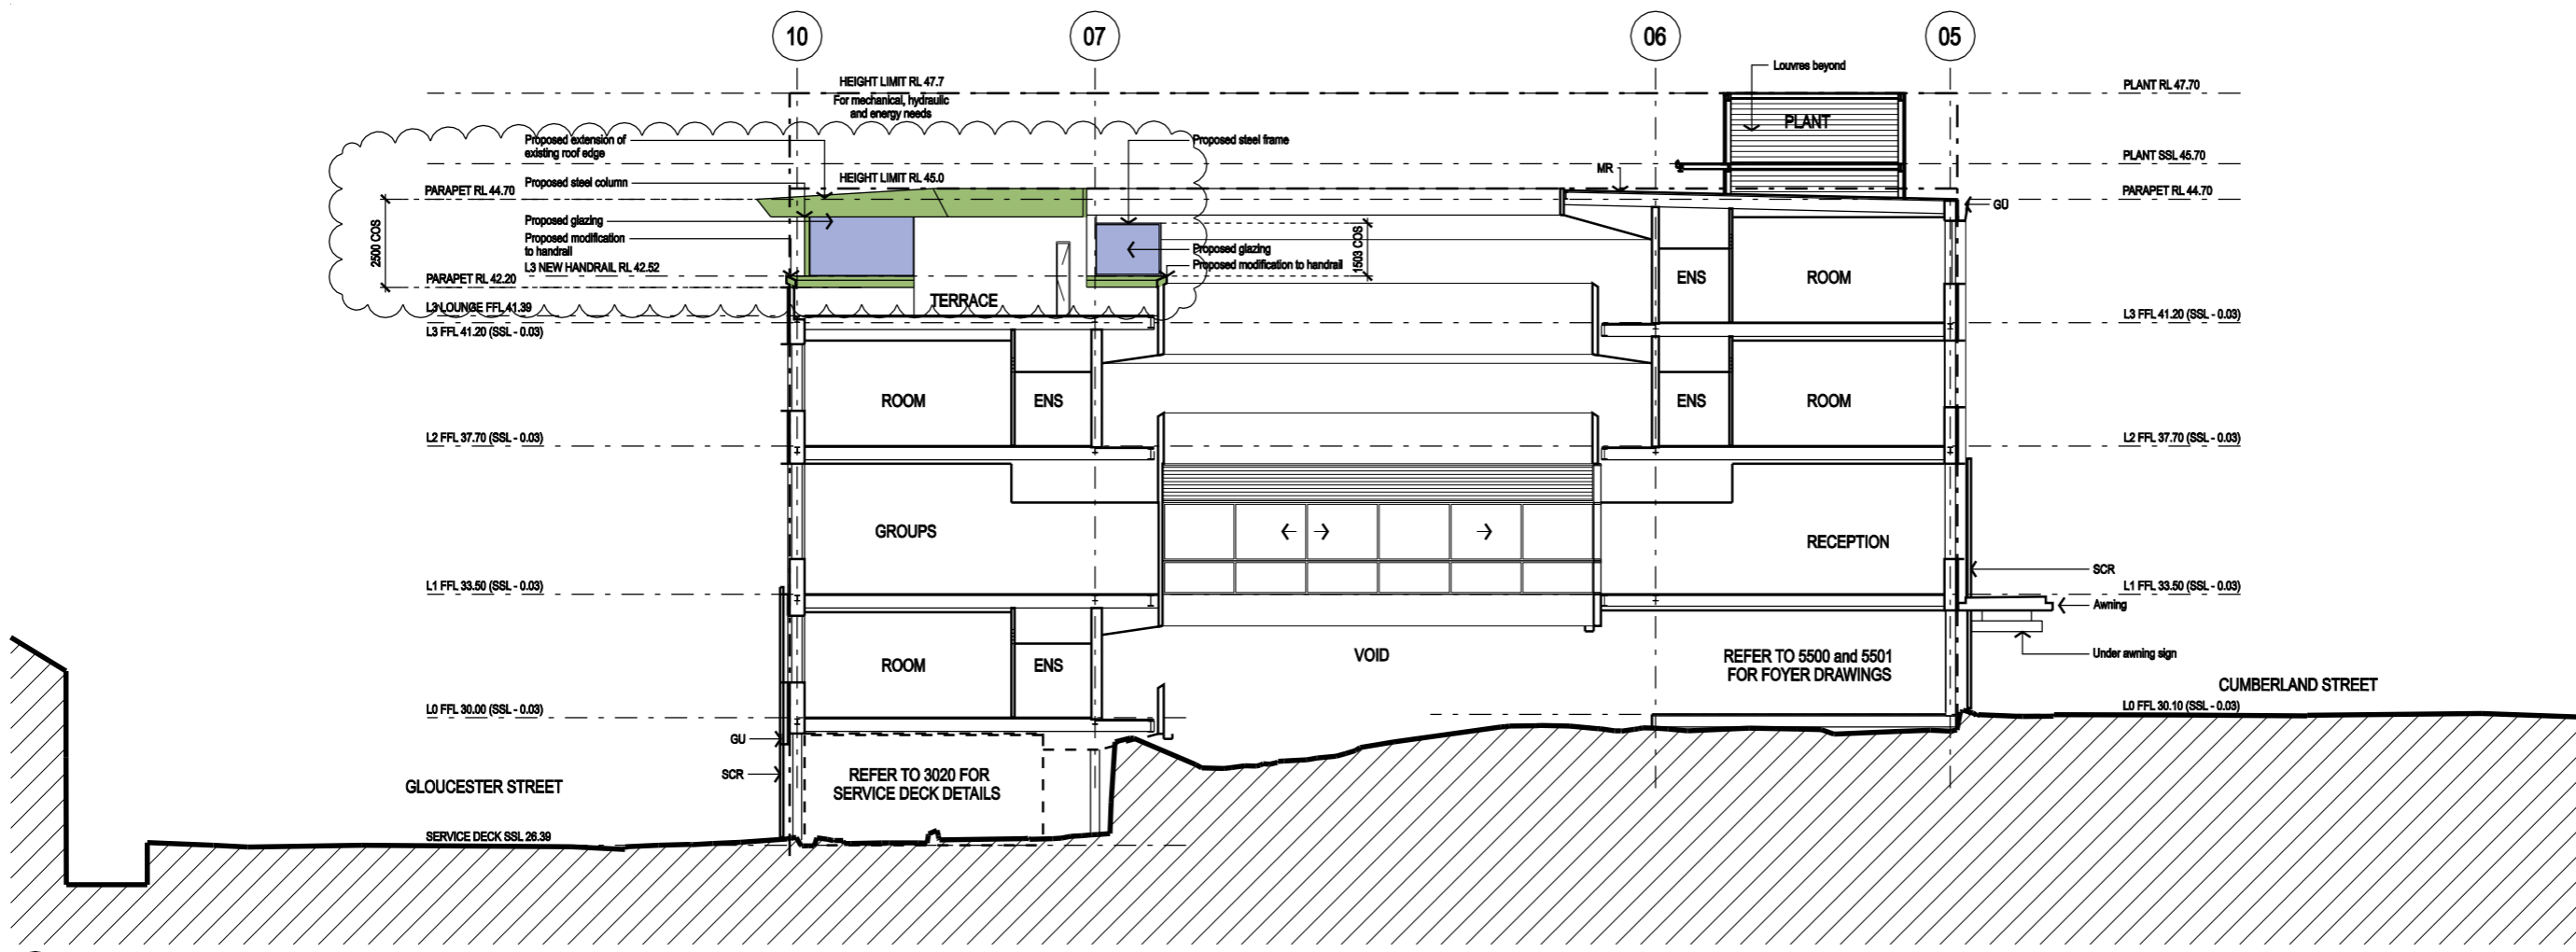 10
07
06
05
HEIGHT LIMIT RL 47.7
For mechanical, hydraulic
and energy needs
Louvres beyond
PLANT RL 47.70
PLANT
Proposed extension of
existing roof edge
Proposed steel frame
PLANT SSL 45.70
MR
Proposed steel column
HEIGHT LIMIT RL 45.0
PARAPET RL 44.70
PARAPET RL 44.70
GU
2500 COS
Proposed glazing
Proposed modification
to handrail
L3 NEW HANDRAIL RL 42.52
Proposed glazing
Proposed modification to handrail
1503 COS
PARAPET RL 42.20
TERRACE
ENS
ROOM
L3 LOUNGE FFL 41.39
L3 FFL 41.20 (SSL - 0.03)
L3 FFL 41.20 (SSL - 0.03)
ROOM
ENS
ENS
ROOM
L2 FFL 37.70 (SSL - 0.03)
L2 FFL 37.70 (SSL - 0.03)
GROUPS
RECEPTION
SCR
L1 FFL 33.50 (SSL - 0.03)
L1 FFL 33.50 (SSL - 0.03)
Awning
ROOM
ENS
VOID
REFER TO 5500 and 5501
FOR FOYER DRAWINGS
Under awning sign
CUMBERLAND STREET
L0 FFL 30.00 (SSL - 0.03)
L0 FFL 30.10 (SSL - 0.03)
GU
SCR
GLOUCESTER STREET
REFER TO 3020 FOR
SERVICE DECK DETAILS
SERVICE DECK SSL 26.39